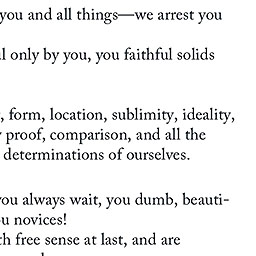 you and all things—we arrest you
only by you, you faithful solids
, form, location, sublimity, ideality,
proof, comparison, and all the
determinations of ourselves.
you always wait, you dumb, beauti-
novices!
free sense at last, and are